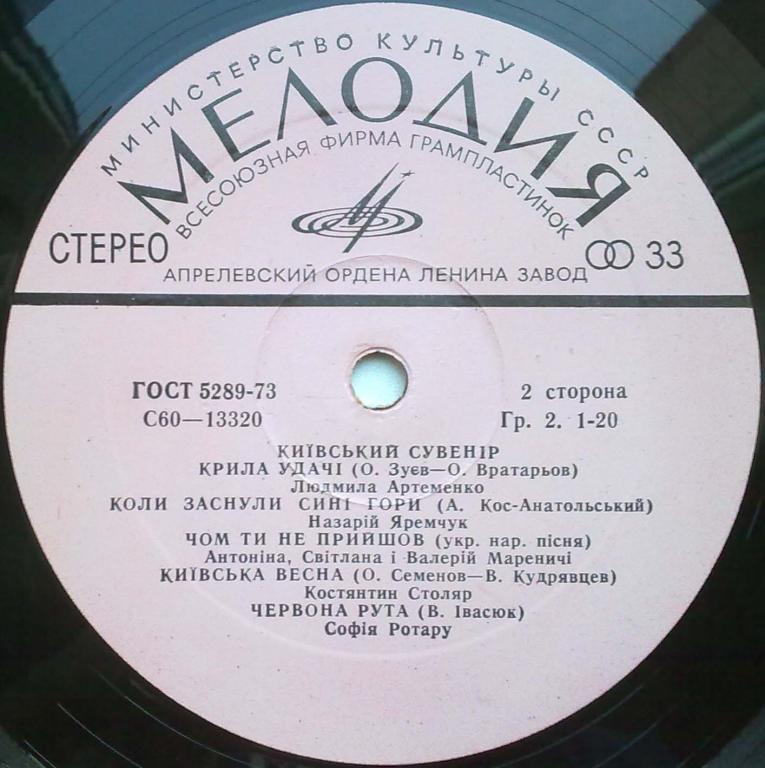 МИНИСТЕРСТВО КУЛЬТУРЫ СССР
МЕЛОДИЯ
ВСЕСОЮЗНАЯ ФИРМА ГРАМПЛАСТИНОК
СТЕРЕО
33
АПРЕЛЕВСКИЙ ОРДЕНА ЛЕНИНА ЗАВОД
ГОСТ 5289-73 2 сторона
С60—13320 Гр. 2. 1-20
КИЇВСЬКИЙ СУВЕНІР
КРИЛА УДАЧІ (О. Зуєв—О. Вратарьов)
Людмила Артеменко
КОЛИ ЗАСНУЛИ СИНІ ГОРИ (А. Кос-Анатольський)
Назарій Яремчук
ЧОМ ТИ НЕ ПРИЙШОВ (укр. нар. пісня)
Антоніна, Світлана і Валерій Мареничі
КИЇВСЬКА ВЕСНА (О. Семенов—В. Кудрявцев)
Костянтин Столяр
ЧЕРВОНА РУТА (В. Івасюк)
Софія Ротару